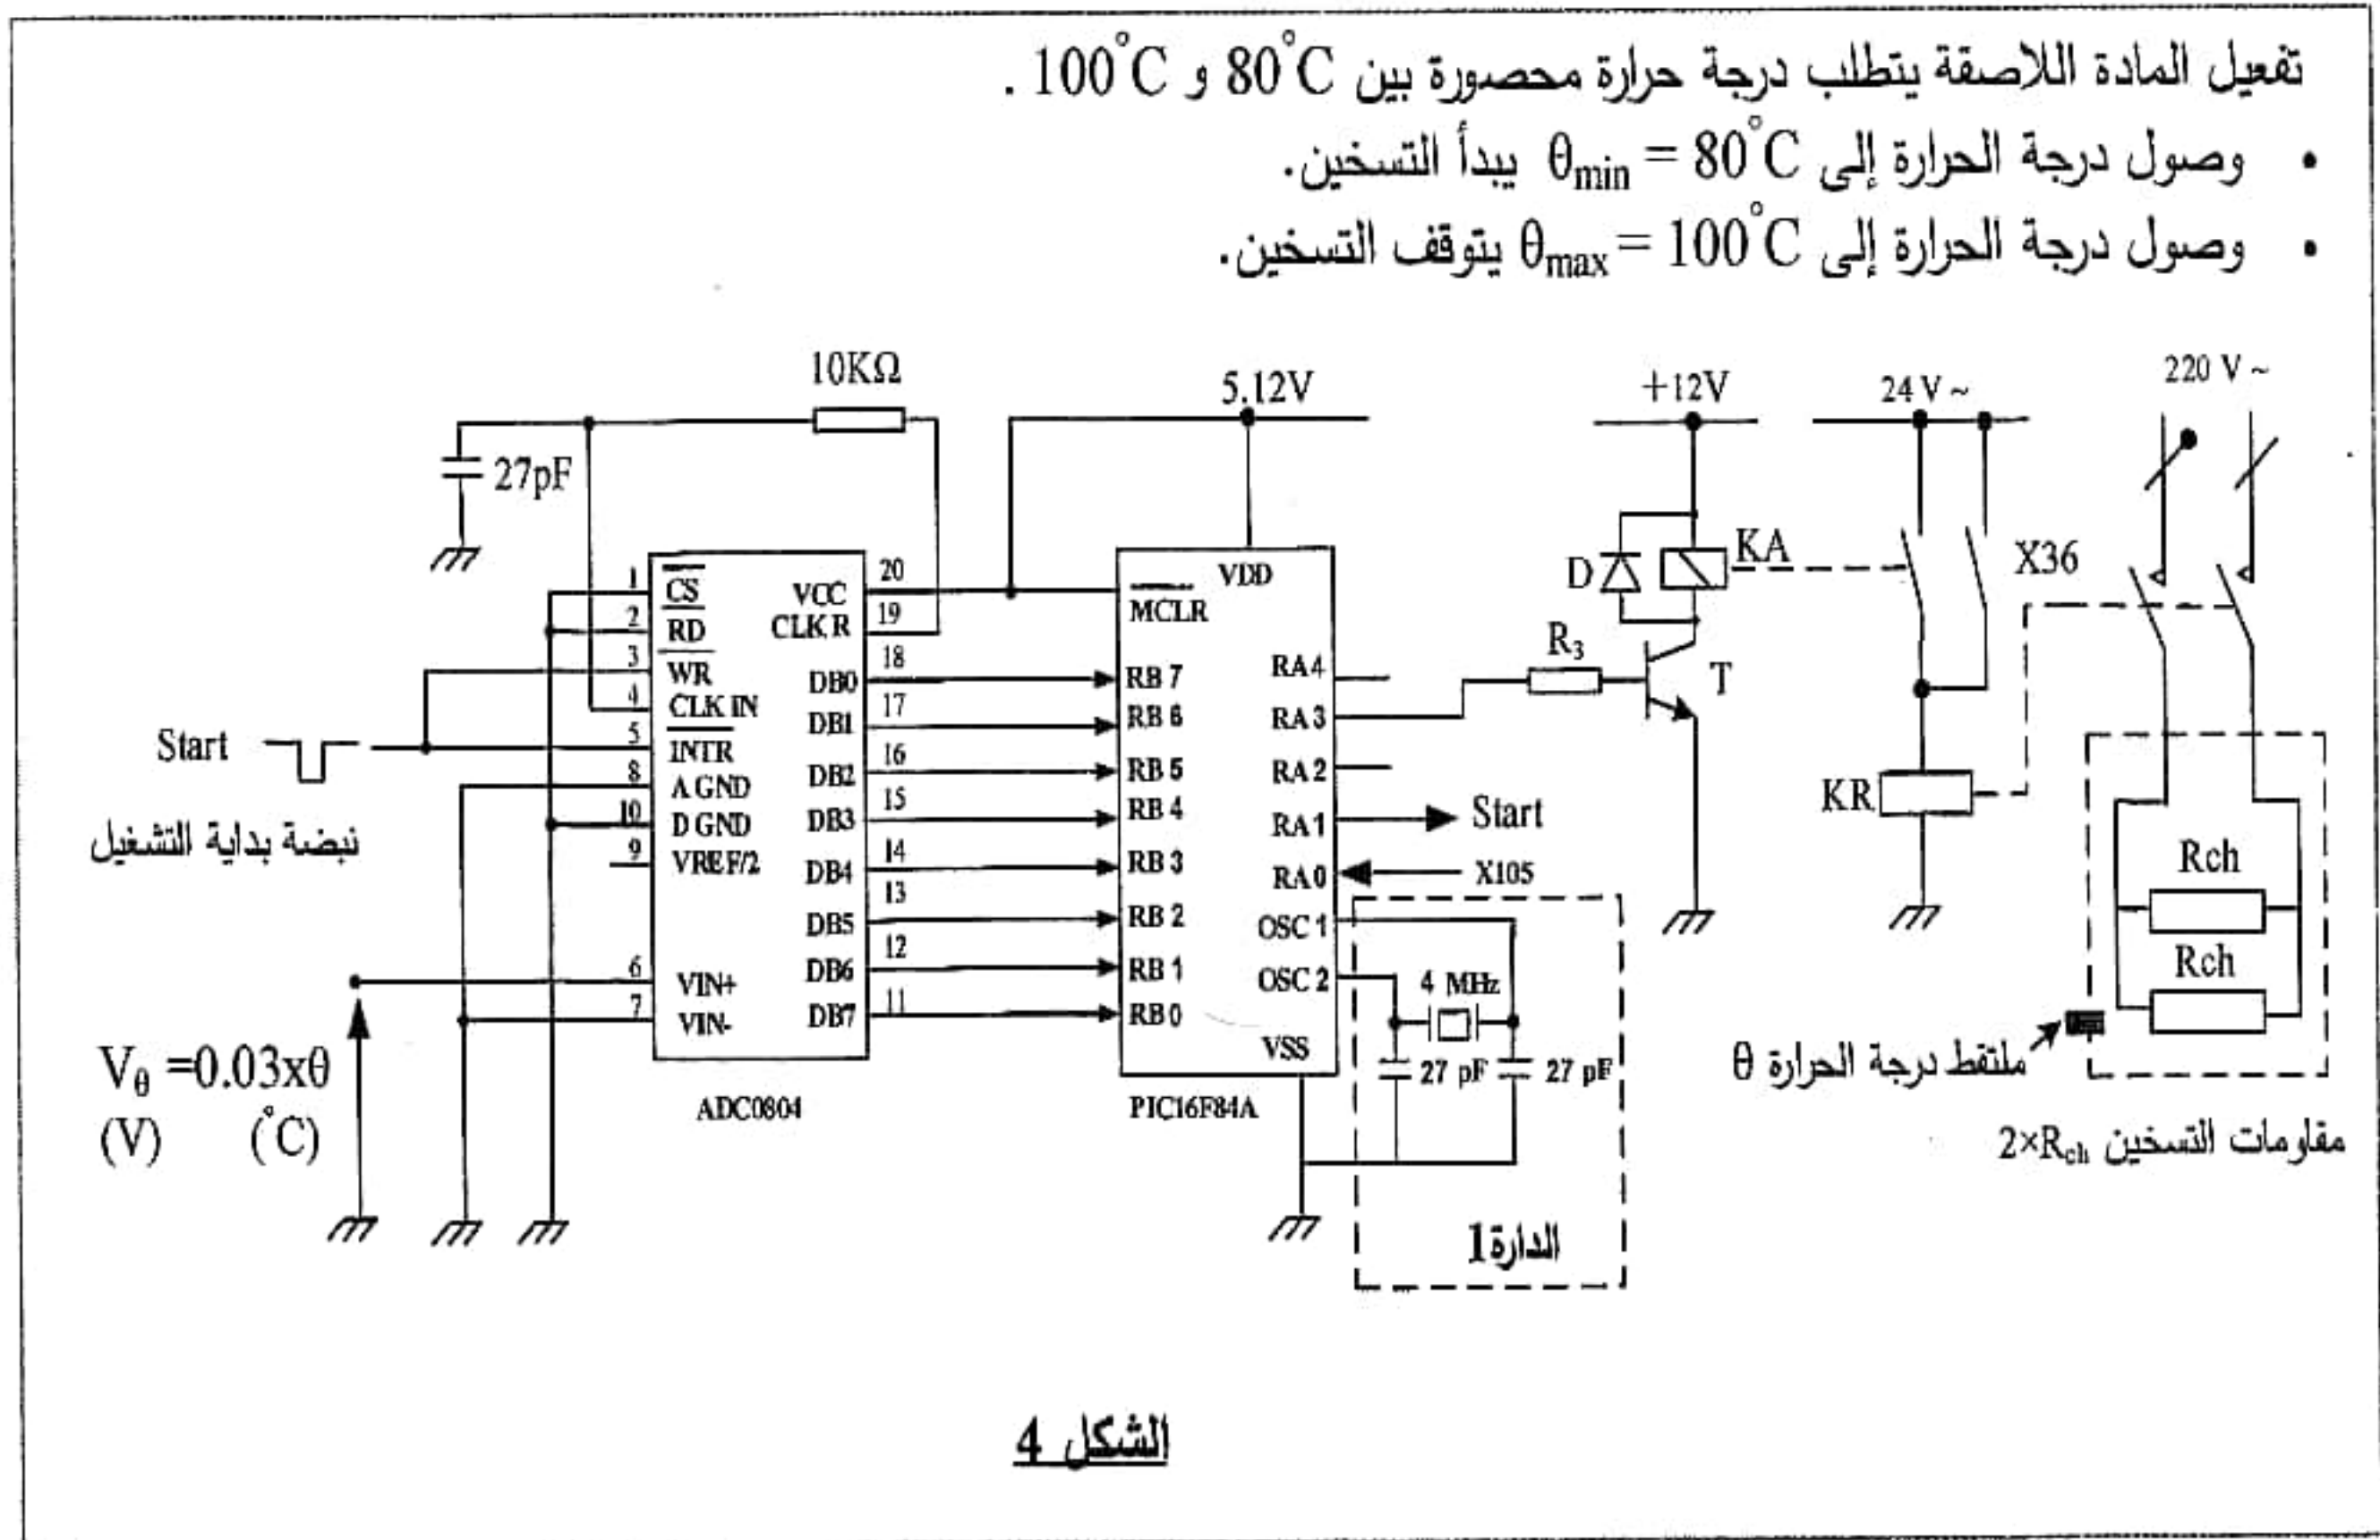 تفعيل المادة اللاصقة يتطلب درجة حرارة محصورة بين 80°C و 100°C .
• وصول درجة الحرارة إلى θmin = 80°C يبدأ التسخين.
• وصول درجة الحرارة إلى θmax = 100°C يتوقف التسخين.
10KΩ
5.12V
+12V
24 V ~
220 V ~
27pF
1 CS
2 RD
3 WR
4 CLK IN
5 INTR
8 A GND
10 D GND
9 VREF/2
6 VIN+
7 VIN-
VCC 20
CLK R 19
DB0 18
DB1 17
DB2 16
DB3 15
DB4 14
DB5 13
DB6 12
DB7 11
ADC0804
Start
نبضة بداية التشغيل
Vθ =0.03xθ
(V) (°C)
VDD
MCLR
RB 7
RB 6
RB 5
RB 4
RB 3
RB 2
RB 1
RB 0
RA 4
RA 3
RA 2
RA 1
RA 0
OSC 1
OSC 2
VSS
PIC16F84A
Start
X105
4 MHz
27 pF
27 pF
الدارة1
R3
D
KA
T
X36
KR
Rch
Rch
ملتقط درجة الحرارة θ
مقاومات التسخين 2×Rch
الشكل 4